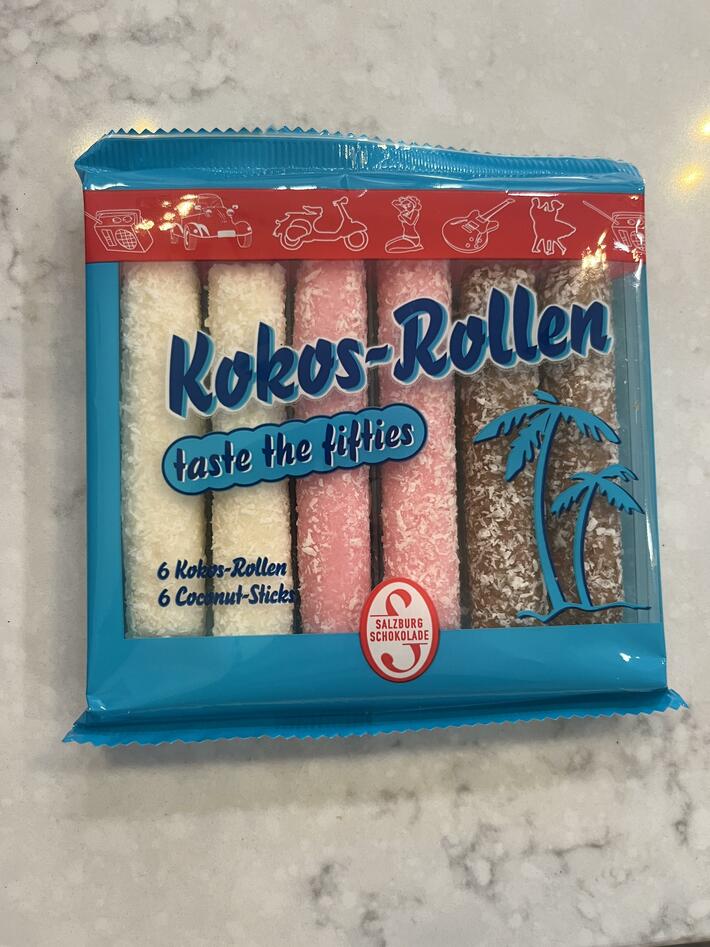 Kokos-Rollen
taste the fifties
6 Kokos-Rollen
6 Coconut-Sticks
S
SALZBURG
SCHOKOLADE